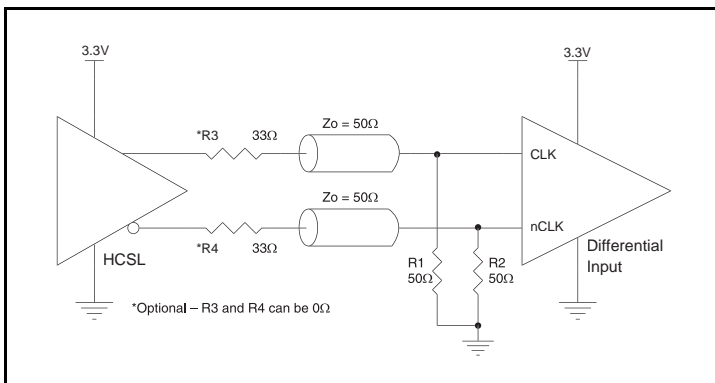 3.3V
3.3V
*R3 33Ω
Zo = 50Ω
CLK
Zo = 50Ω
nCLK
*R4 33Ω
HCSL
Differential
Input
R1
50Ω
R2
50Ω
*Optional – R3 and R4 can be 0Ω